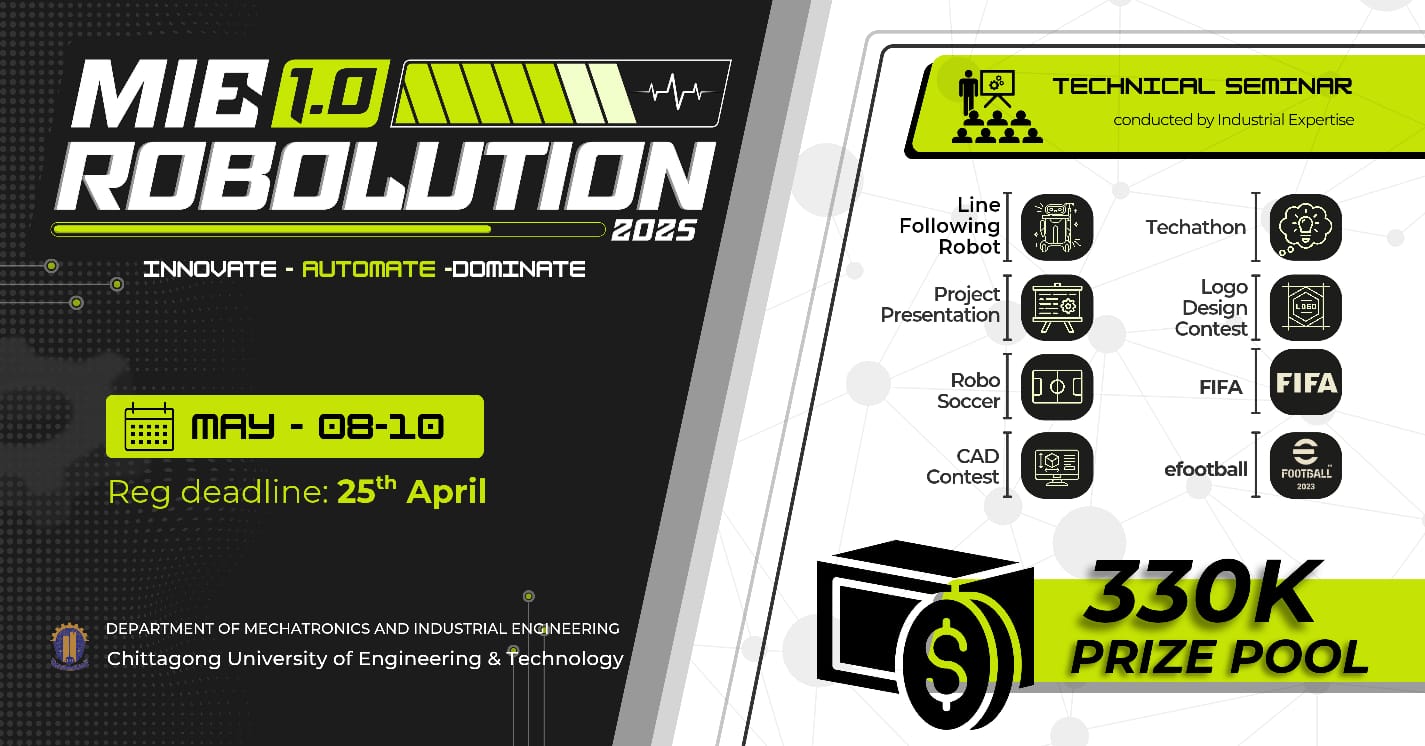 MIE 1.0
ROBOLUTION
2025
INNOVATE - AUTOMATE -DOMINATE
MAY - 08-10
Reg deadline: 25th April
DEPARTMENT OF MECHATRONICS AND INDUSTRIAL ENGINEERING
Chittagong University of Engineering & Technology
TECHNICAL SEMINAR
conducted by Industrial Expertise
Line
Following
Robot
Project
Presentation
Robo
Soccer
CAD
Contest
Techathon
Logo
Design
Contest
LOGO
FIFA
FIFA
efootball
FOOTBALL
2023
$
330K
PRIZE POOL